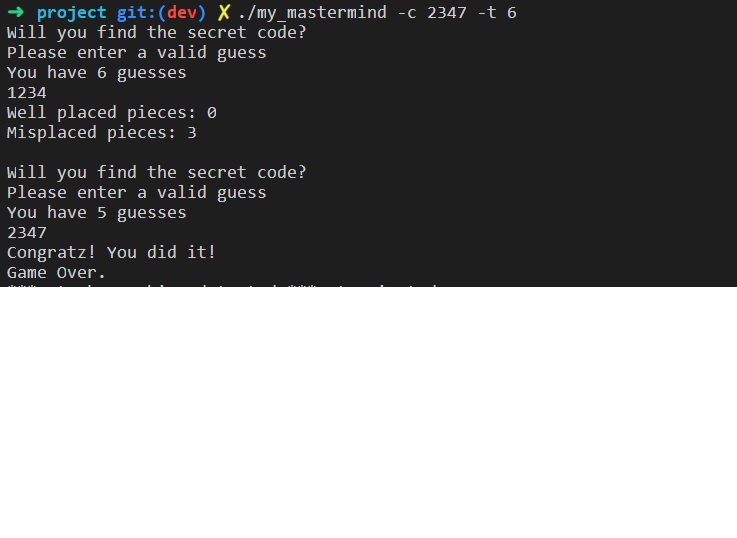 ➜ project git:(dev) ✗ ./my_mastermind -c 2347 -t 6
Will you find the secret code?
Please enter a valid guess
You have 6 guesses
1234
Well placed pieces: 0
Misplaced pieces: 3
Will you find the secret code?
Please enter a valid guess
You have 5 guesses
2347
Congratz! You did it!
Game Over.